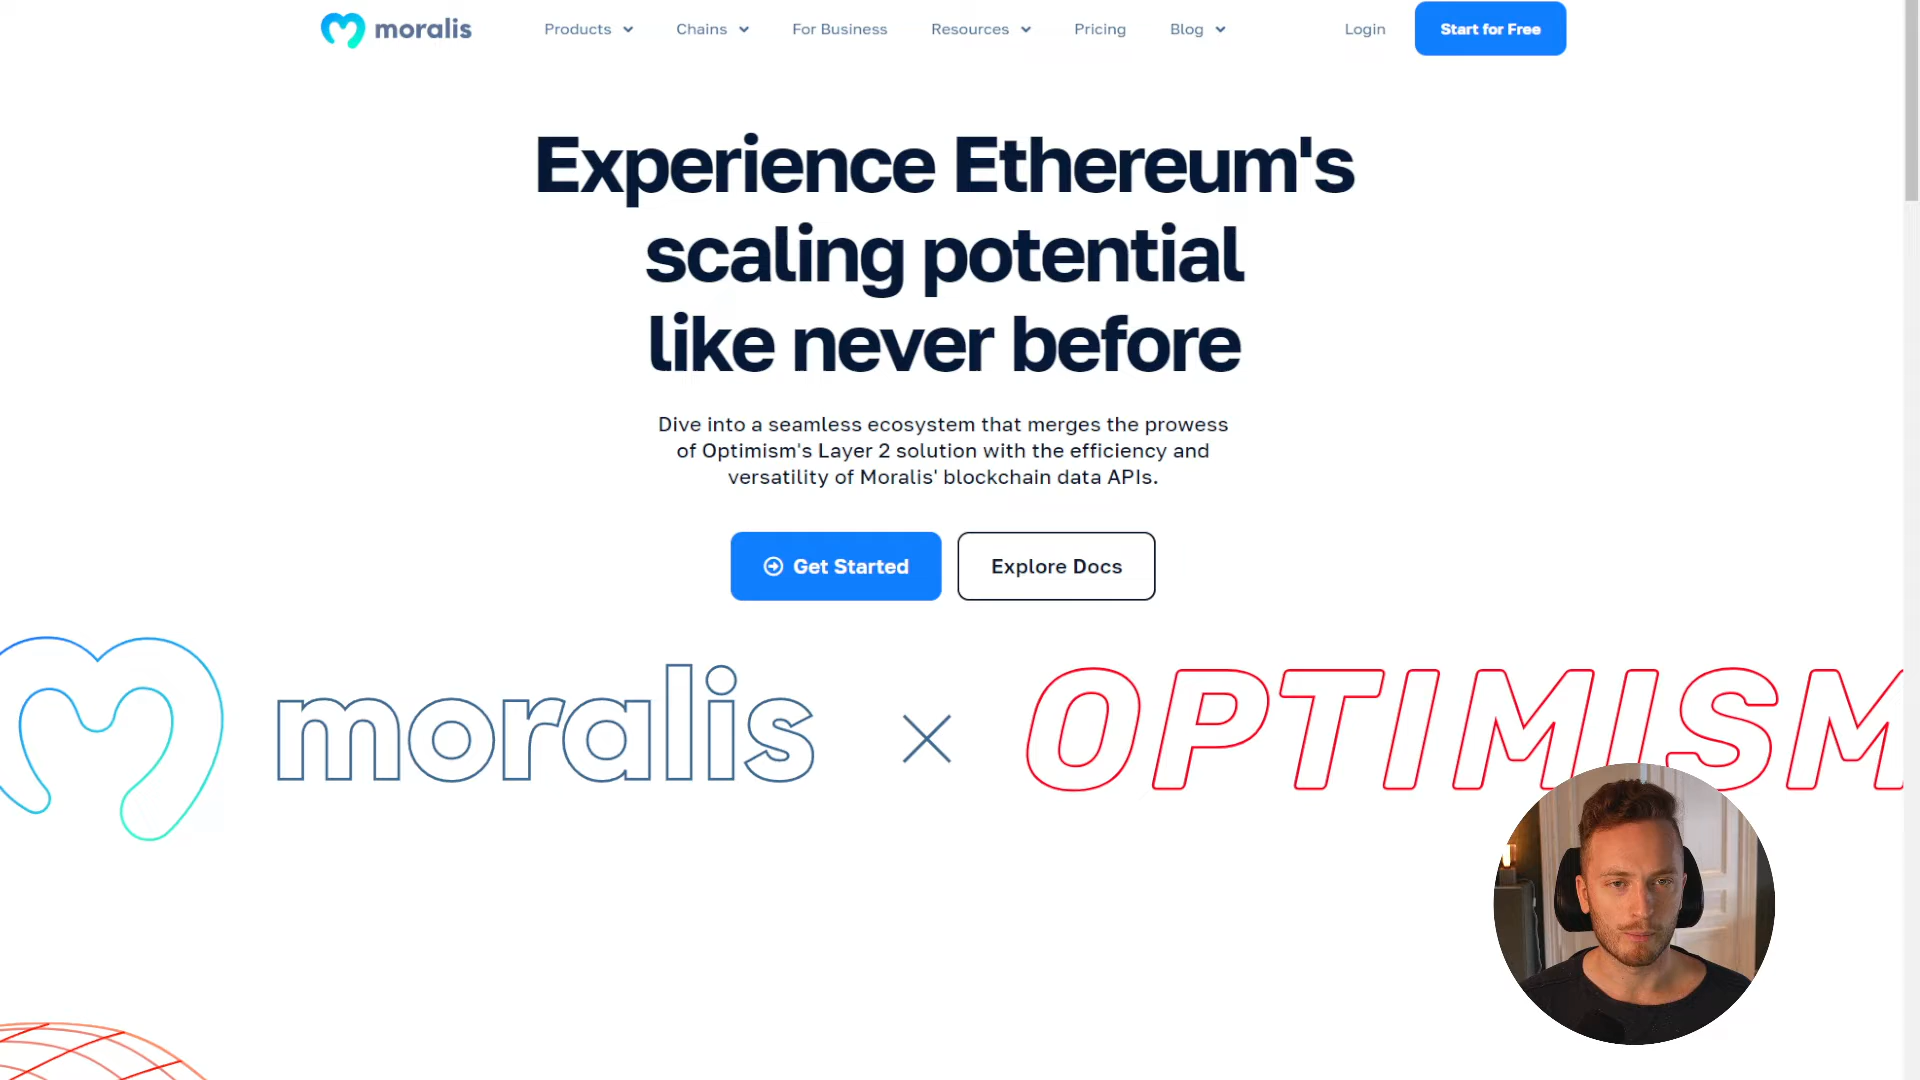 moralis
Products
Chains
For Business
Resources
Pricing
Blog
Login
Start for Free
Experience Ethereum's
scaling potential
like never before
Dive into a seamless ecosystem that merges the prowess
of Optimism's Layer 2 solution with the efficiency and
versatility of Moralis' blockchain data APIs.
Get Started
Explore Docs
moralis × OPTIMISM